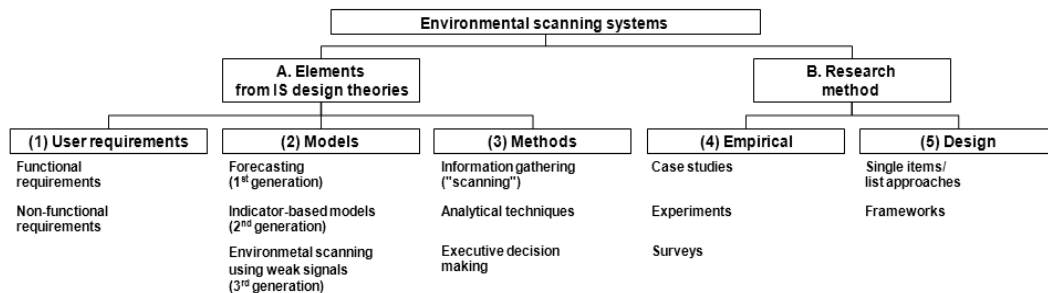 Environmental scanning systems
A. Elements
from IS design theories
B. Research
method
(1) User requirements
(2) Models
(3) Methods
(4) Empirical
(5) Design
Functional
requirements
Non-functional
requirements
Forecasting
(1st generation)
Indicator-based models
(2nd generation)
Environmetal scanning
using weak signals
(3rd generation)
Information gathering
("scanning")
Analytical techniques
Executive decision
making
Case studies
Experiments
Surveys
Single items/
list approaches
Frameworks